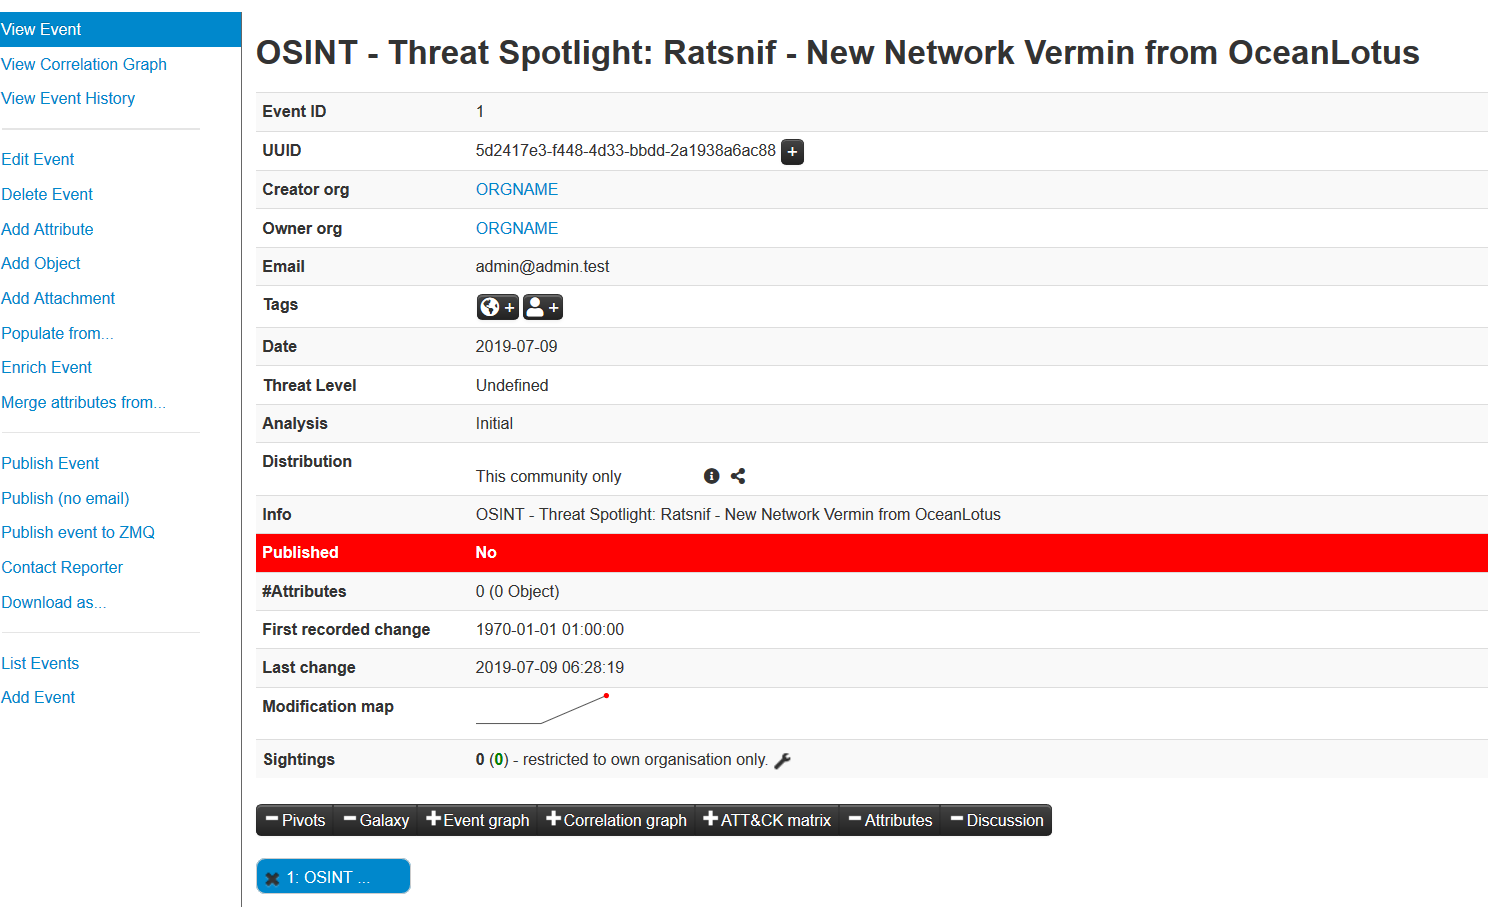 View Event
View Correlation Graph
View Event History
Edit Event
Delete Event
Add Attribute
Add Object
Add Attachment
Populate from...
Enrich Event
Merge attributes from...
Publish Event
Publish (no email)
Publish event to ZMQ
Contact Reporter
Download as...
List Events
Add Event
OSINT - Threat Spotlight: Ratsnif - New Network Vermin from OceanLotus
Event ID 1
UUID 5d2417e3-f448-4d33-bbdd-2a1938a6ac88 +
Creator org ORGNAME
Owner org ORGNAME
Email admin@admin.test
Tags + +
Date 2019-07-09
Threat Level Undefined
Analysis Initial
Distribution
This community only
Info OSINT - Threat Spotlight: Ratsnif - New Network Vermin from OceanLotus
Published No
#Attributes 0 (0 Object)
First recorded change 1970-01-01 01:00:00
Last change 2019-07-09 06:28:19
Modification map
Sightings 0 (0) - restricted to own organisation only.
Pivots Galaxy Event graph Correlation graph ATT&CK matrix Attributes Discussion
1: OSINT ...